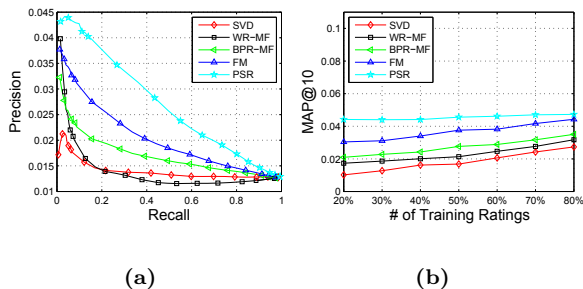 0.045
0.04
0.035
0.03
0.025
0.02
0.015
0.01
Precision
0 0.2 0.4 0.6 0.8 1
Recall
SVD
WR−MF
BPR−MF
FM
PSR
(a)
0.1
0.08
0.06
0.04
0.02
0
MAP@10
20% 30% 40% 50% 60% 70% 80%
# of Training Ratings
SVD
WR−MF
BPR−MF
FM
PSR
(b)